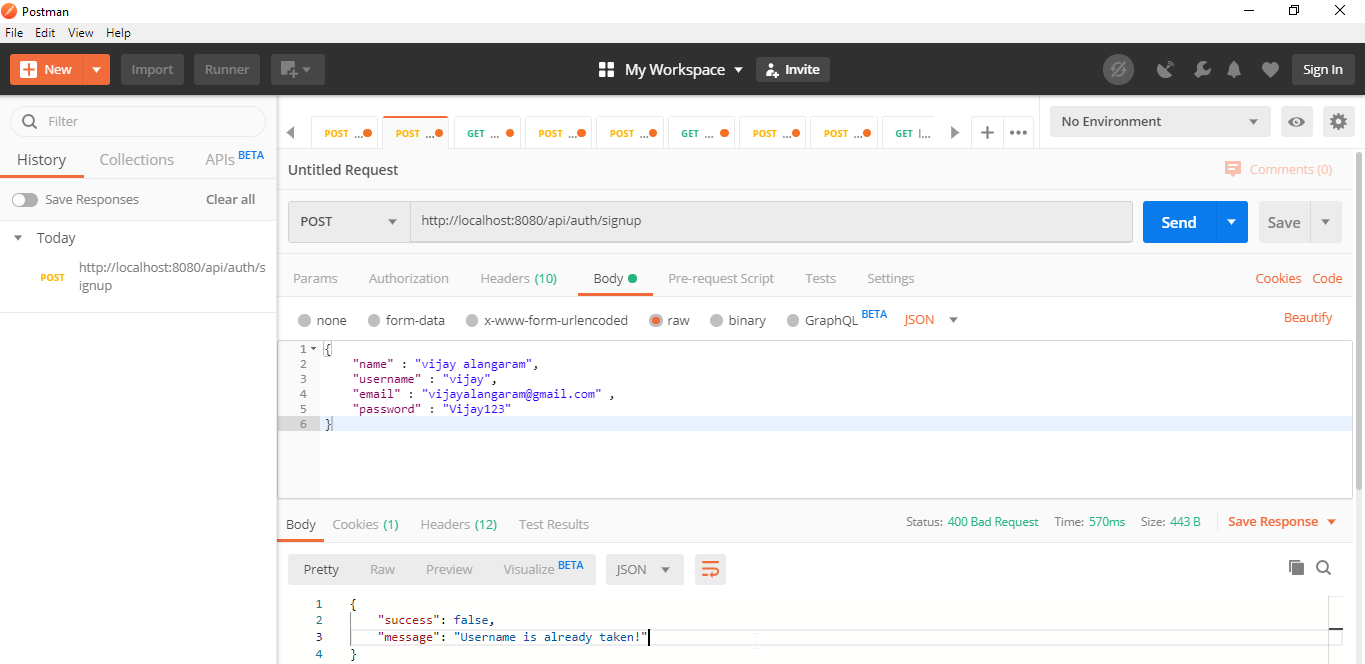 Postman
File Edit View Help
New Import Runner My Workspace Invite Sign In
Filter
History Collections APIs BETA
Save Responses Clear all
Today
POST http://localhost:8080/api/auth/s
ignup
POST ... POST ... GET ... POST ... POST ... GET ... POST ... POST ... GET l...
No Environment
Untitled Request Comments (0)
POST http://localhost:8080/api/auth/signup Send Save
Params Authorization Headers (10) Body Pre-request Script Tests Settings Cookies Code
none form-data x-www-form-urlencoded raw binary GraphQL BETA JSON Beautify
1 {
2 "name" : "vijay alangaram",
3 "username" : "vijay",
4 "email" : "vijayalangaram@gmail.com" ,
5 "password" : "Vijay123"
6 }
Body Cookies (1) Headers (12) Test Results Status: 400 Bad Request Time: 570ms Size: 443 B Save Response
Pretty Raw Preview Visualize BETA JSON
1 {
2 "success": false,
3 "message": "Username is already taken!"
4 }